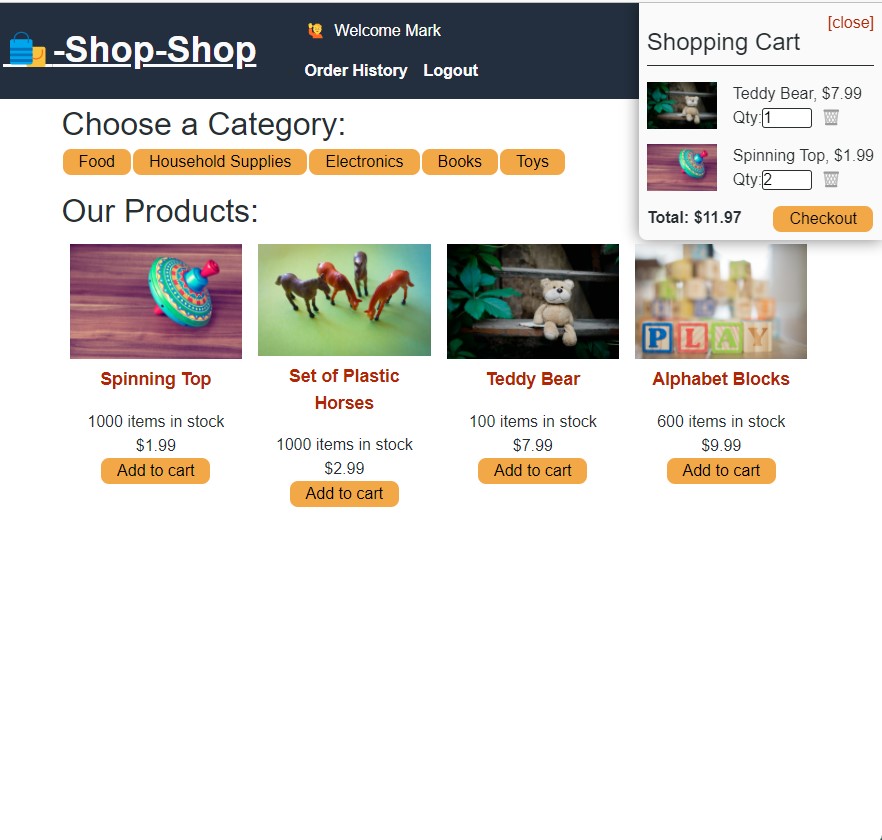 -Shop-Shop
Welcome Mark
Order History Logout
[close]
Shopping Cart
Teddy Bear, $7.99
Qty:1
Spinning Top, $1.99
Qty:2
Total: $11.97
Checkout
Choose a Category:
Food
Household Supplies
Electronics
Books
Toys
Our Products:
Spinning Top
1000 items in stock
$1.99
Add to cart
Set of Plastic
Horses
1000 items in stock
$2.99
Add to cart
Teddy Bear
100 items in stock
$7.99
Add to cart
PLAY
Alphabet Blocks
600 items in stock
$9.99
Add to cart